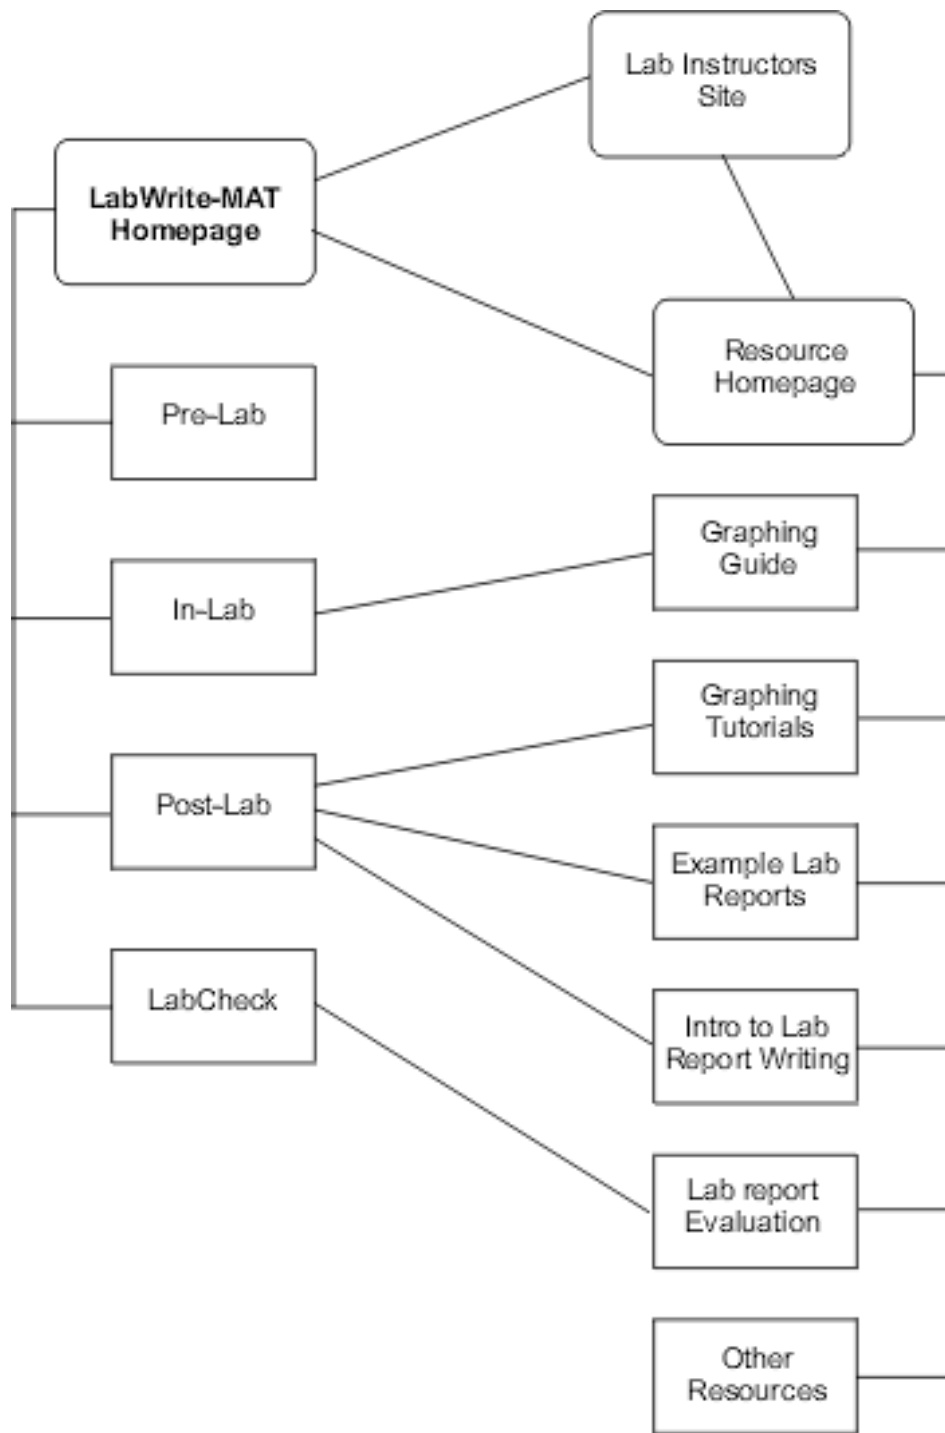 Lab Instructors
Site
LabWrite-MAT
Homepage
Resource
Homepage
Pre-Lab
Graphing
Guide
In-Lab
Graphing
Tutorials
Post-Lab
Example Lab
Reports
LabCheck
Intro to Lab
Report Writing
Lab report
Evaluation
Other
Resources